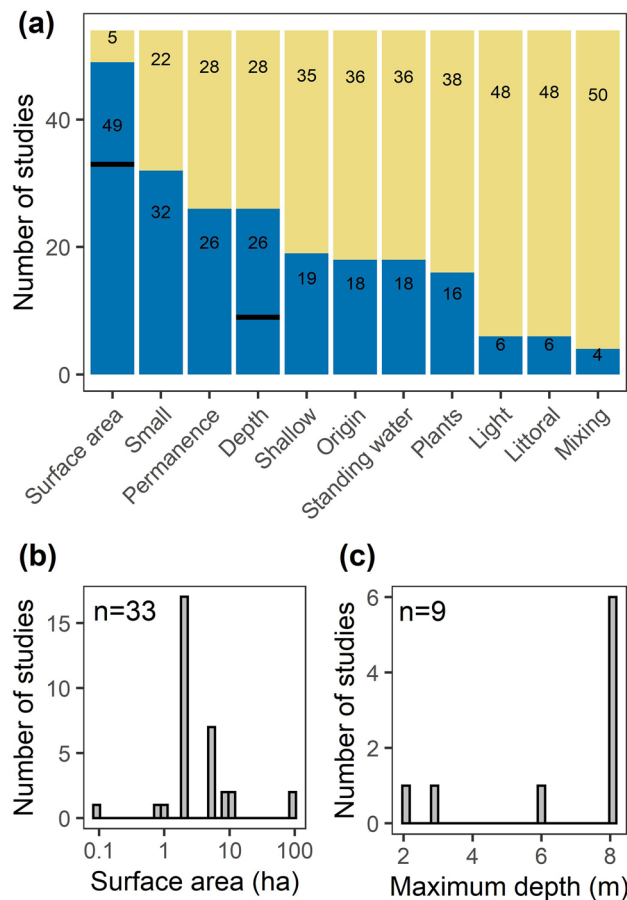 (a)
Number of studies
40
20
0
5 22 28 28 35 36 36 38 48 48 50
49 32 26 26 19 18 18 16 6 6 4
Surface area
Small
Permanence
Depth
Shallow
Origin
Standing water
Plants
Light
Littoral
Mixing
(b)
n=33
Number of studies
15
10
5
0
0.1 1 10 100
Surface area (ha)
(c)
n=9
Number of studies
6
4
2
0
2 4 6 8
Maximum depth (m)